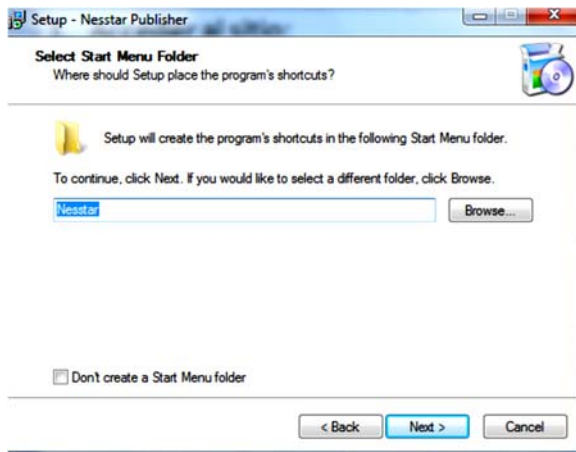 Setup - Nesstar Publisher
Select Start Menu Folder
Where should Setup place the program's shortcuts?
Setup will create the program's shortcuts in the following Start Menu folder.
To continue, click Next. If you would like to select a different folder, click Browse.
Nesstar
Browse...
Don't create a Start Menu folder
< Back
Next >
Cancel